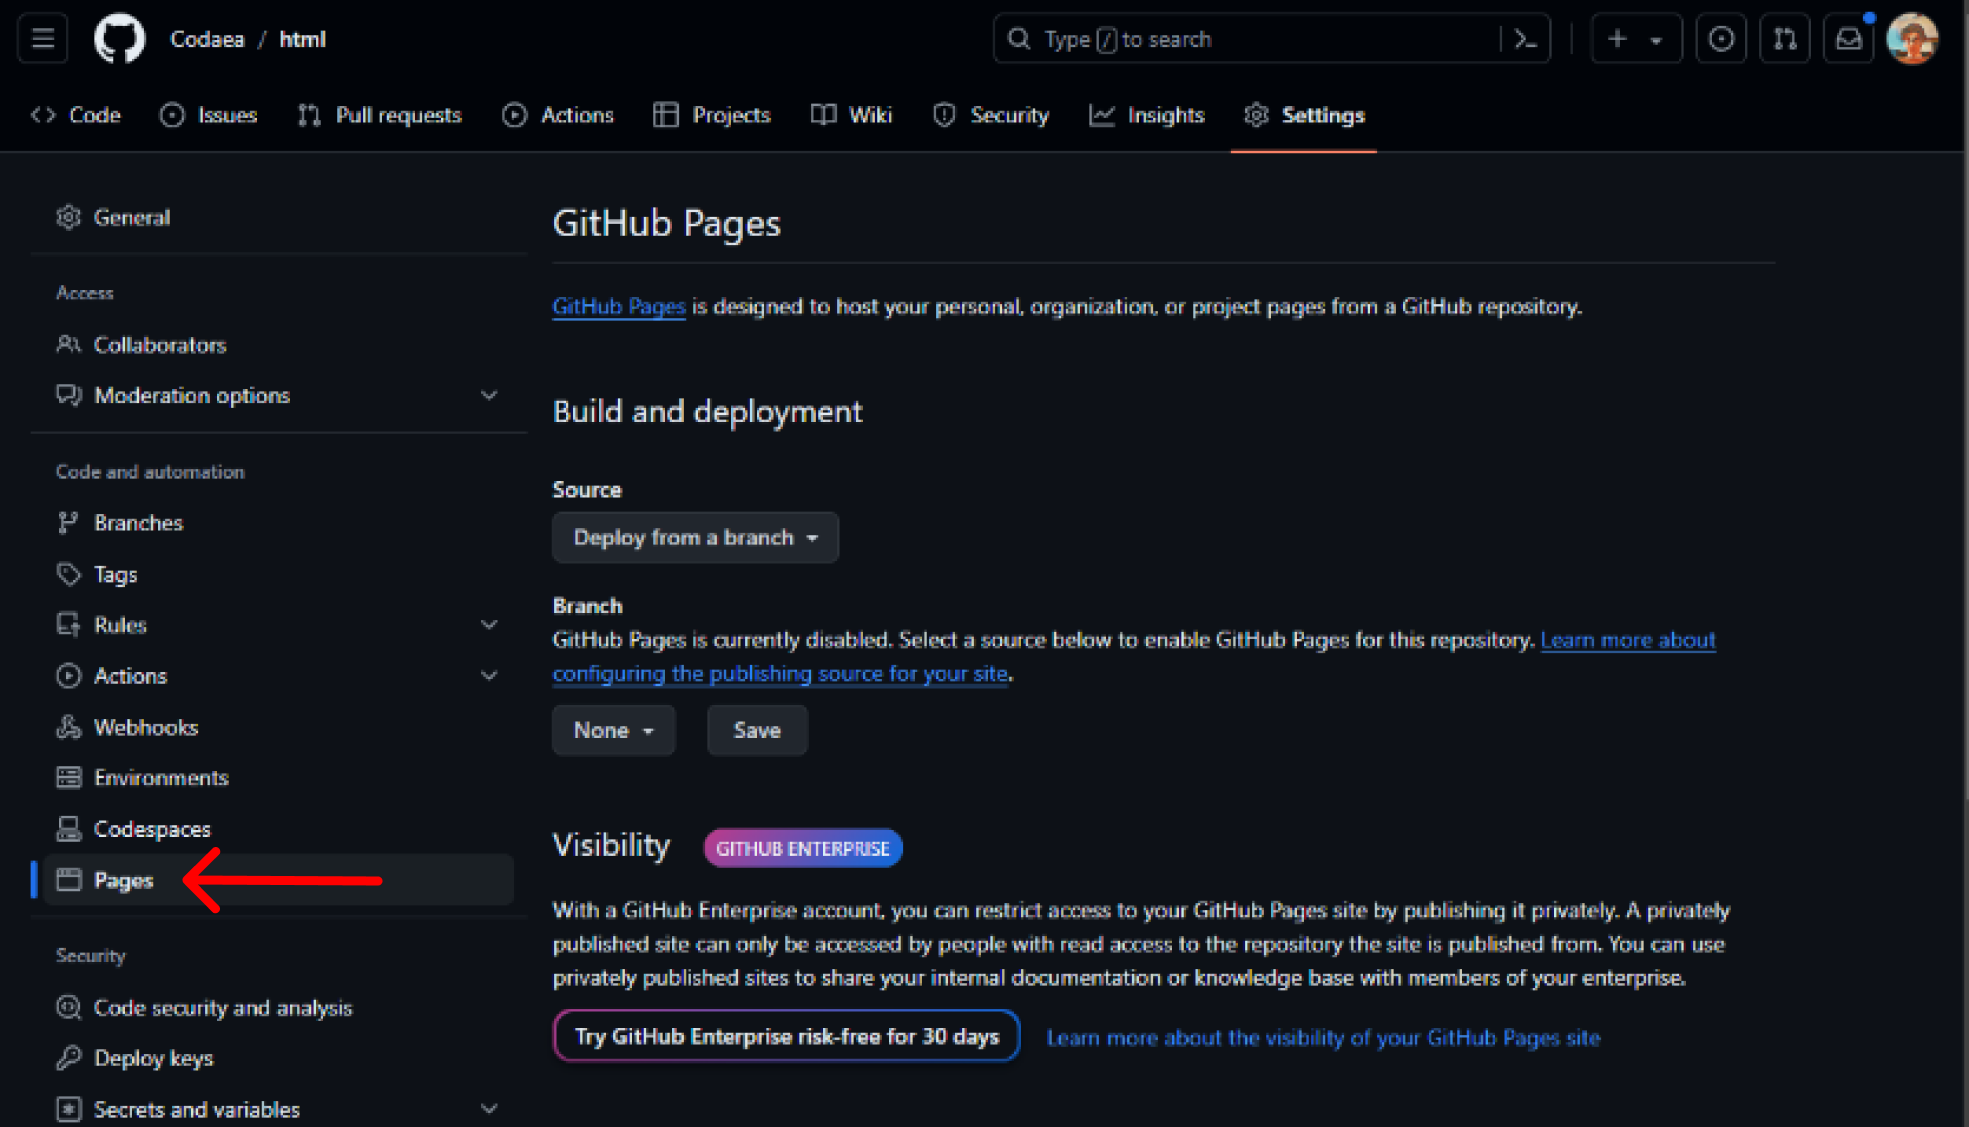 Codaea / html
Type / to search
Code
Issues
Pull requests
Actions
Projects
Wiki
Security
Insights
Settings
General
Access
Collaborators
Moderation options
Code and automation
Branches
Tags
Rules
Actions
Webhooks
Environments
Codespaces
Pages
Security
Code security and analysis
Deploy keys
Secrets and variables
GitHub Pages
GitHub Pages is designed to host your personal, organization, or project pages from a GitHub repository.
Build and deployment
Source
Deploy from a branch
Branch
GitHub Pages is currently disabled. Select a source below to enable GitHub Pages for this repository. Learn more about
configuring the publishing source for your site.
None
Save
Visibility
GITHUB ENTERPRISE
With a GitHub Enterprise account, you can restrict access to your GitHub Pages site by publishing it privately. A privately
published site can only be accessed by people with read access to the repository the site is published from. You can use
privately published sites to share your internal documentation or knowledge base with members of your enterprise.
Try GitHub Enterprise risk-free for 30 days
Learn more about the visibility of your GitHub Pages site